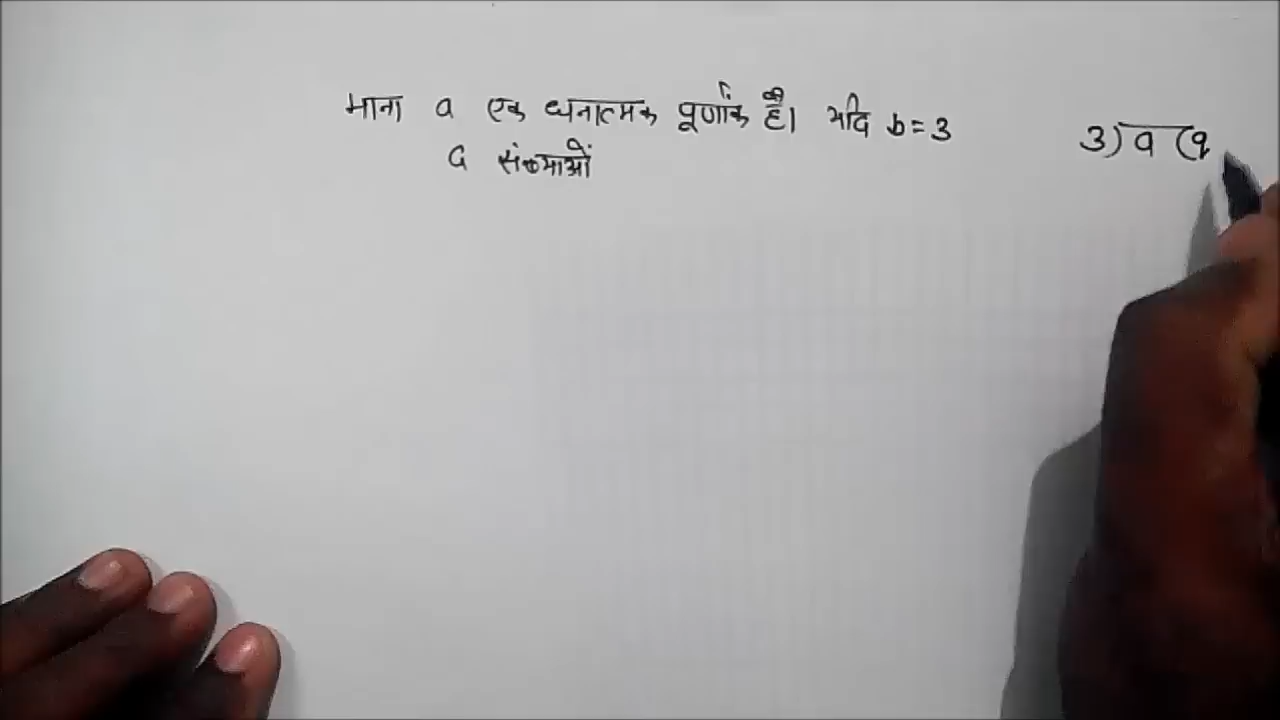 माना a एक धनात्मक पूर्णांक है। यदि b = 3
a संख्याओं
3) a (q